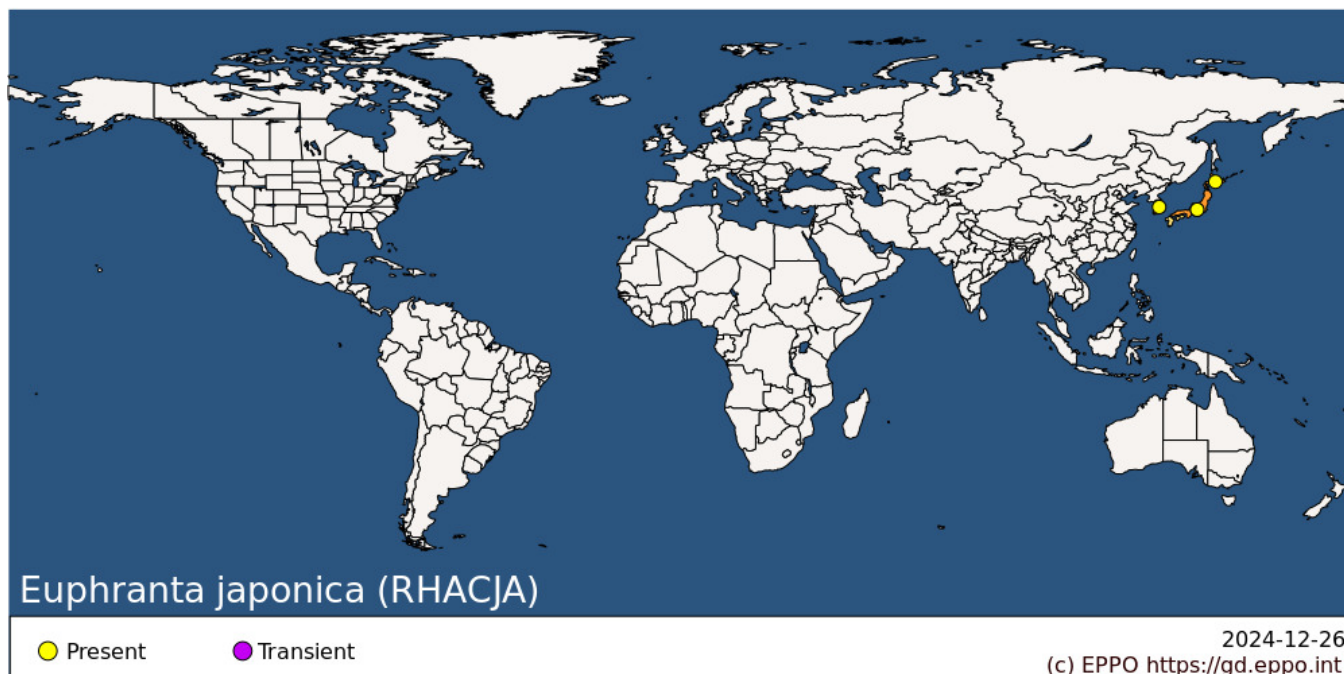 Euphranta japonica (RHACJA)
Present
Transient
2024-12-26
(c) EPPO https://gd.eppo.int